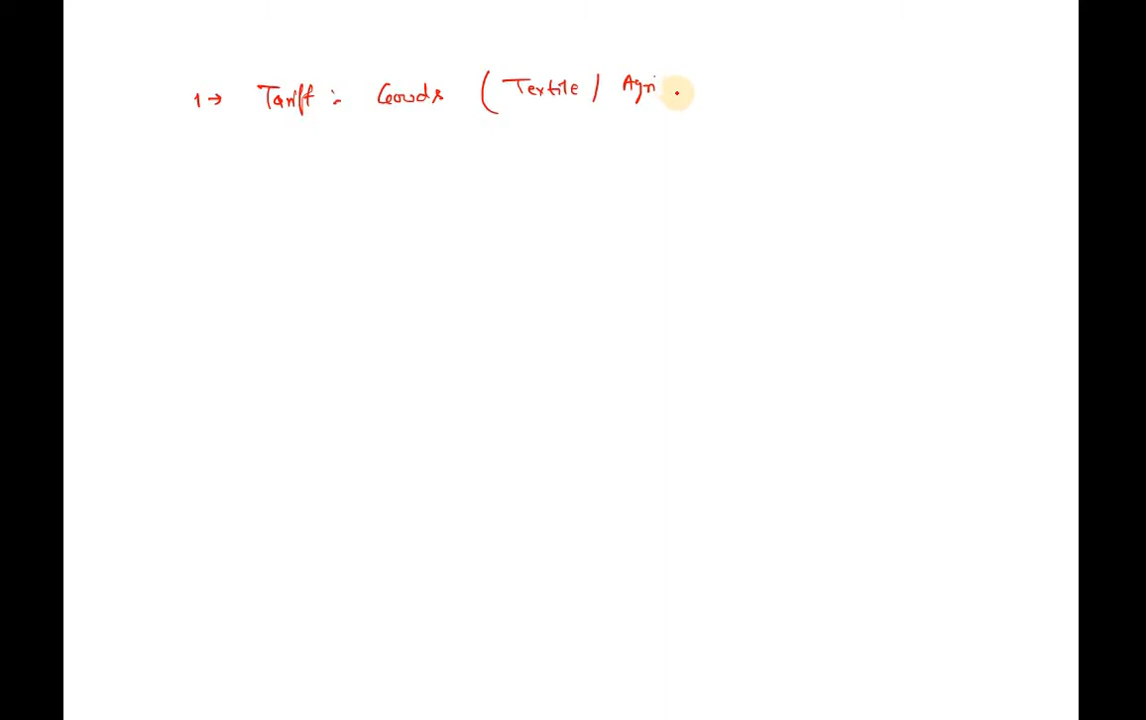 1→ Tariff :- Goods ( Textile / Agri